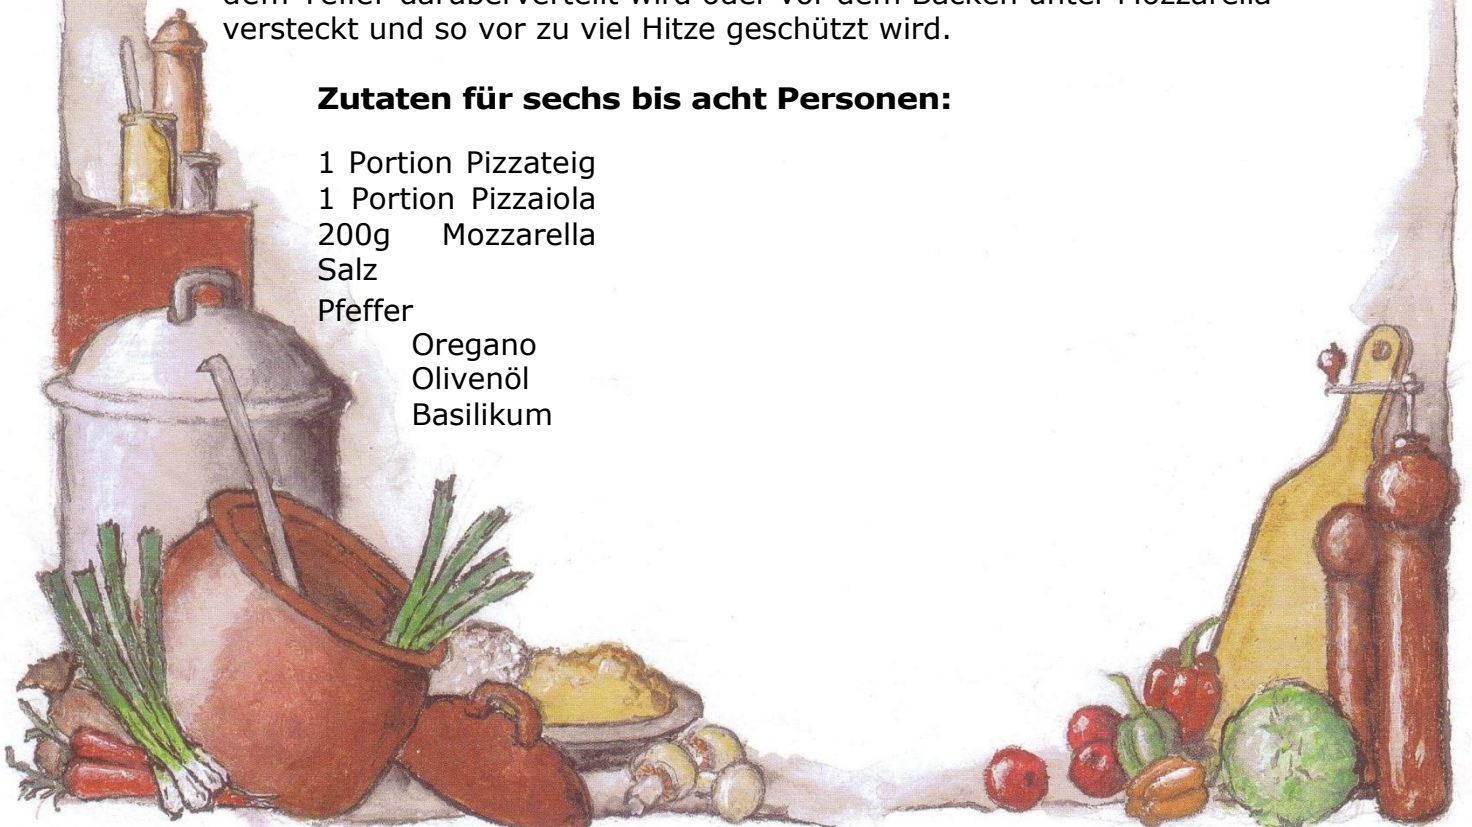 versteckt und so vor zu viel Hitze geschützt wird.
Zutaten für sechs bis acht Personen:
1 Portion Pizzateig
1 Portion Pizzaiola
200g Mozzarella
Salz
Pfeffer
Oregano
Olivenöl
Basilikum